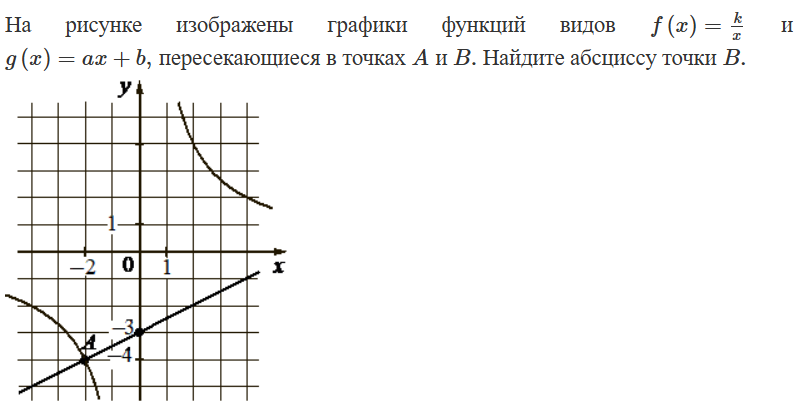 На рисунке изображены графики функций видов f (x) = k/x и
g (x) = ax + b, пересекающиеся в точках A и B. Найдите абсциссу точки B.
y
1
−2 0 1 x
−3
A
−4